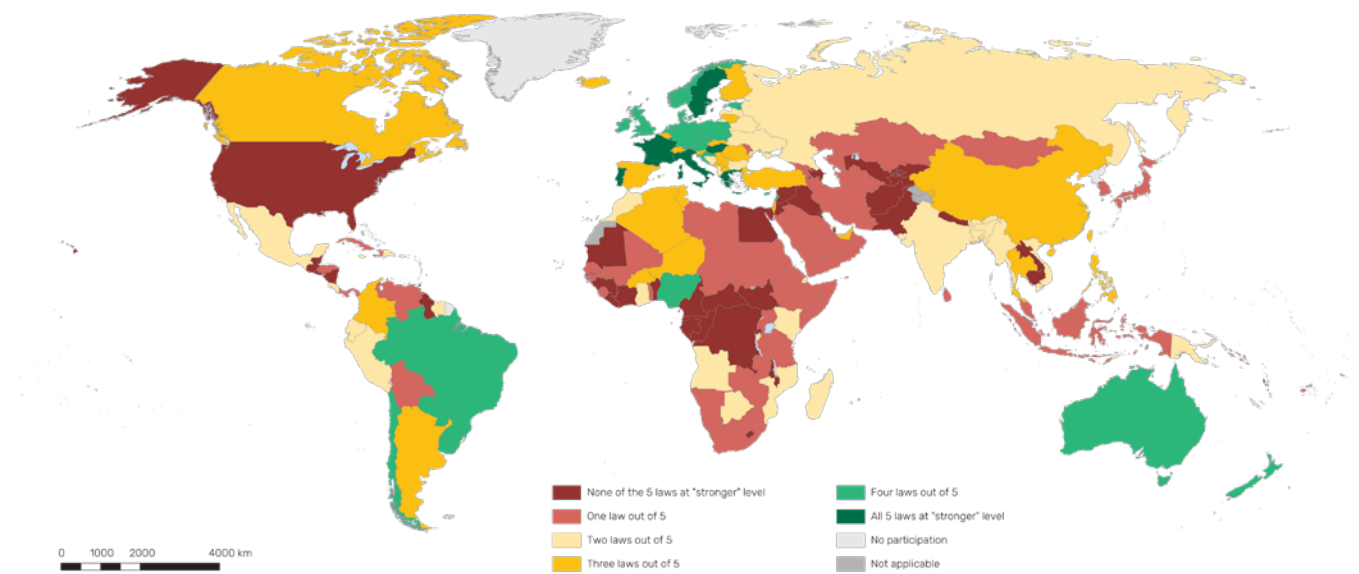 None of the 5 laws at "stronger" level
One law out of 5
Two laws out of 5
Three laws out of 5
Four laws out of 5
All 5 laws at "stronger" level
No participation
Not applicable
0 1000 2000 4000 km